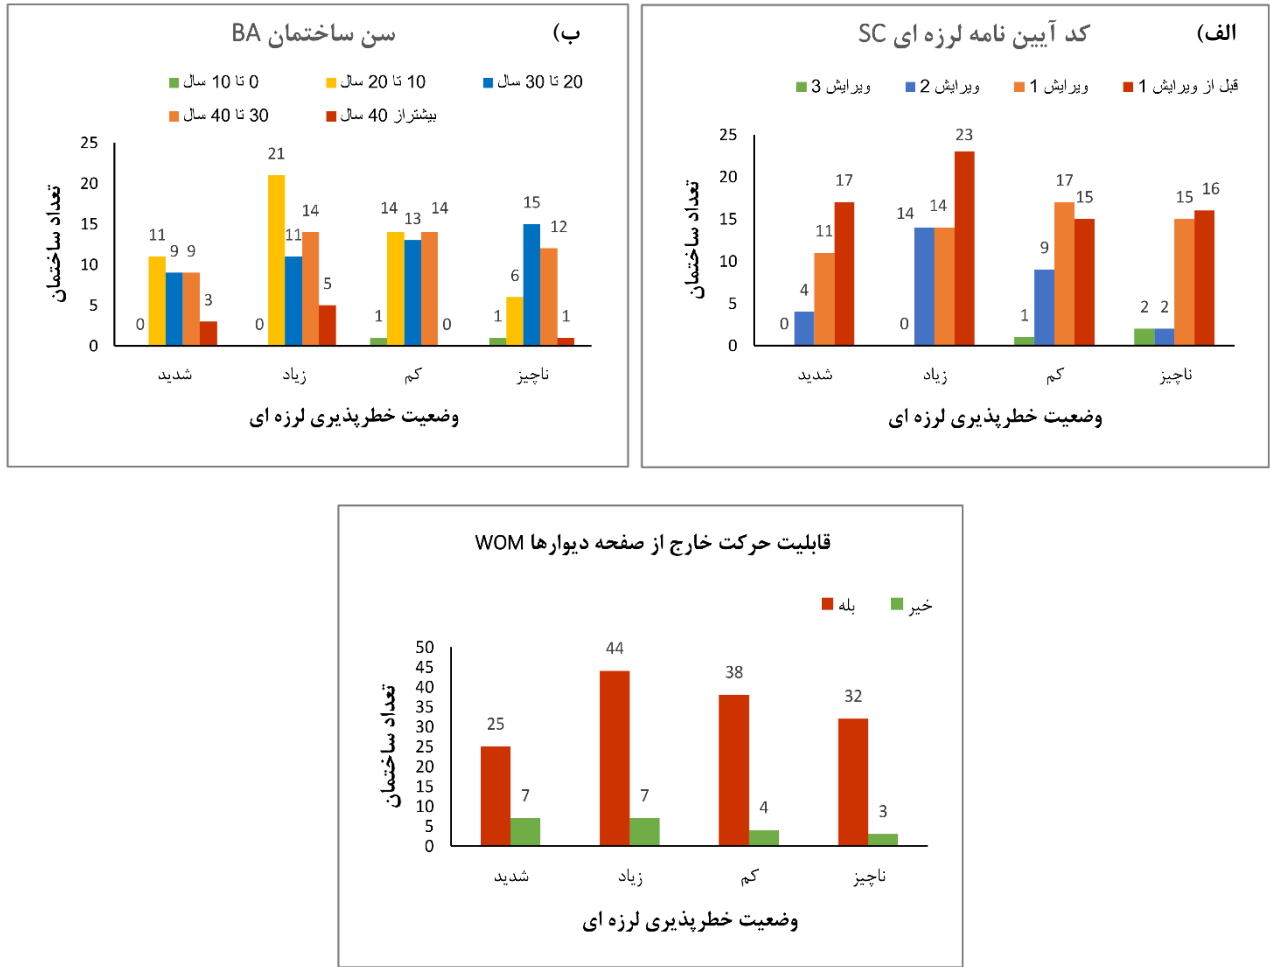 الف) کد آیین نامه لرزه ای SC
قبل از ویرایش 1 ویرایش 1 ویرایش 2 ویرایش 3
تعداد ساختمان
25
20
15
10
5
0
0 4 11 17
0 14 14 23
1 9 17 15
2 2 15 16
شدید زیاد کم ناچیز
وضعیت خطرپذیری لرزه ای
ب) سن ساختمان BA
0 تا 10 سال 10 تا 20 سال 20 تا 30 سال
30 تا 40 سال بیشتراز 40 سال
تعداد ساختمان
25
20
15
10
5
0
0 11 9 9 3
0 21 11 14 5
1 14 13 14 0
1 6 15 12 1
شدید زیاد کم ناچیز
وضعیت خطرپذیری لرزه ای
قابلیت حرکت خارج از صفحه دیوارها WOM
بله خیر
تعداد ساختمان
50
45
40
35
30
25
20
15
10
5
0
25 7
44 7
38 4
32 3
شدید زیاد کم ناچیز
وضعیت خطرپذیری لرزه ای